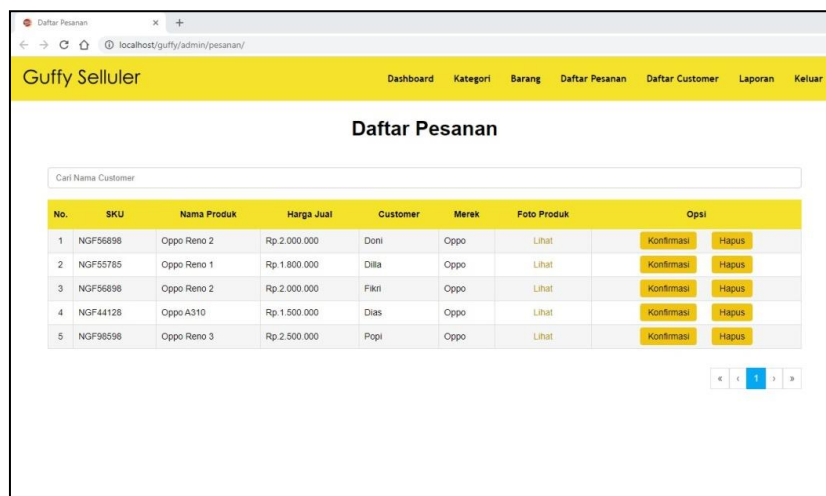 Daftar Pesanan
localhost/guffy/admin/pesanan/
Guffy Selluler Dashboard Kategori Barang Daftar Pesanan Daftar Customer Laporan Keluar
Daftar Pesanan
Cari Nama Customer
No. SKU Nama Produk Harga Jual Customer Merek Foto Produk Opsi
1 NGF56898 Oppo Reno 2 Rp.2.000.000 Doni Oppo Lihat Konfirmasi Hapus
2 NGF55785 Oppo Reno 1 Rp.1.800.000 Dilla Oppo Lihat Konfirmasi Hapus
3 NGF56898 Oppo Reno 2 Rp.2.000.000 Fikri Oppo Lihat Konfirmasi Hapus
4 NGF44128 Oppo A310 Rp.1.500.000 Dias Oppo Lihat Konfirmasi Hapus
5 NGF98598 Oppo Reno 3 Rp.2.500.000 Popi Oppo Lihat Konfirmasi Hapus
« ‹ 1 › »